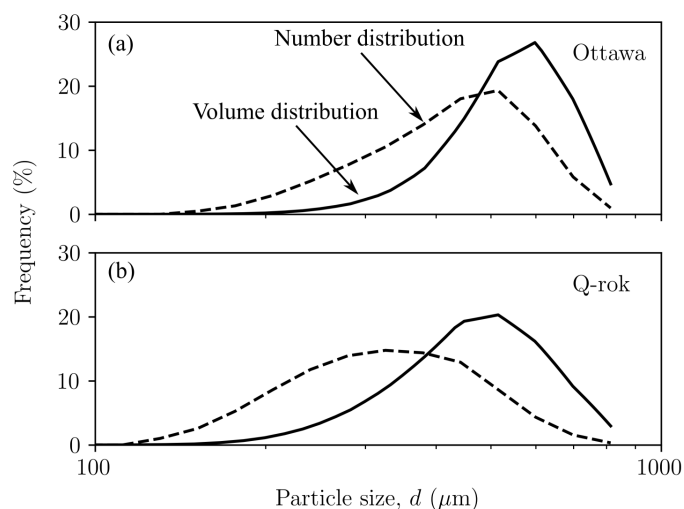 30
(a)
Number distribution
Ottawa
20
Volume distribution
10
0
Frequency (%)
30
(b)
Q-rok
20
10
0
100
1000
Particle size, d (μm)